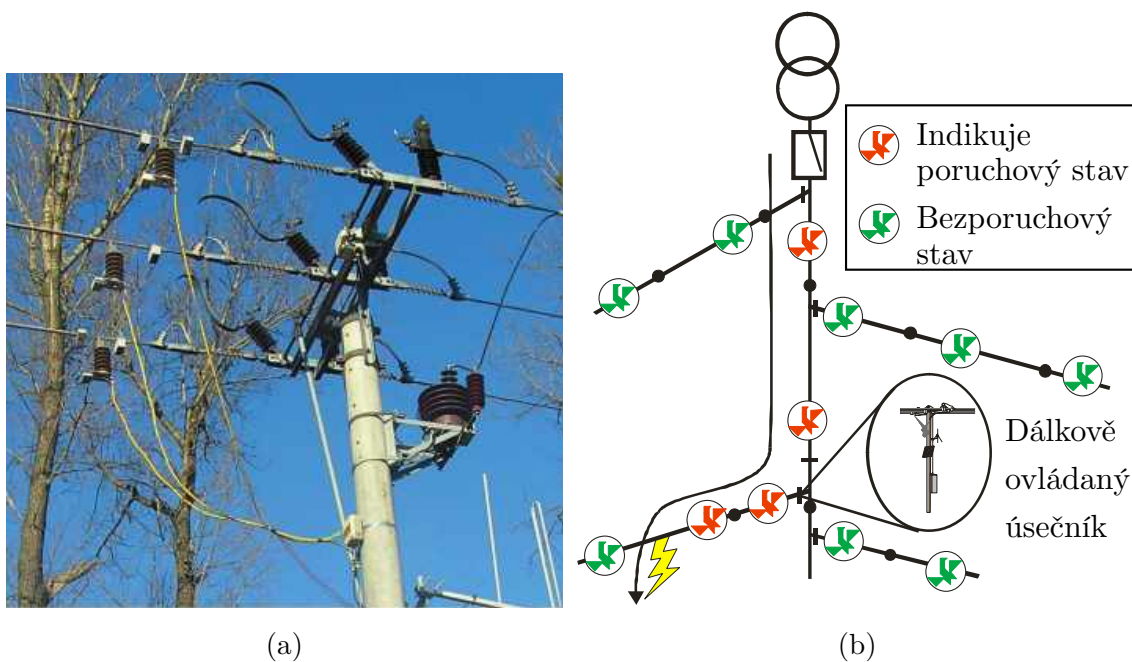 Indikuje
poruchový stav
Bezporuchový
stav
Dálkově
ovládaný
úsečník
(a)
(b)